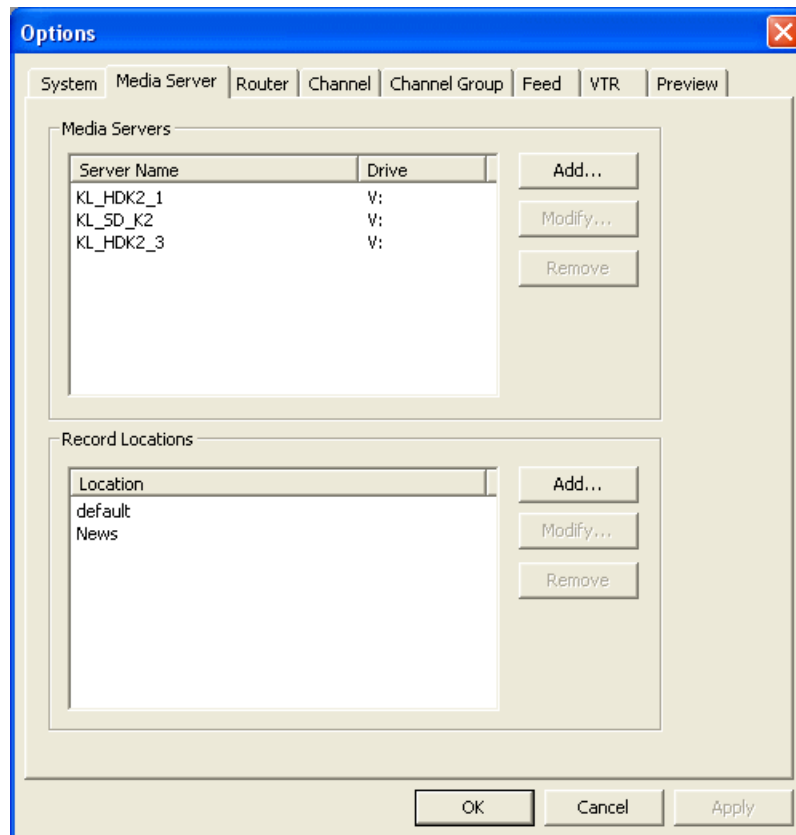 Options
System Media Server Router Channel Channel Group Feed VTR Preview
Media Servers
Server Name Drive Add...
KL_HDK2_1 V:
KL_SD_K2 V: Modify...
KL_HDK2_3 V:
Remove
Record Locations
Location Add...
default
News Modify...
Remove
OK Cancel Apply